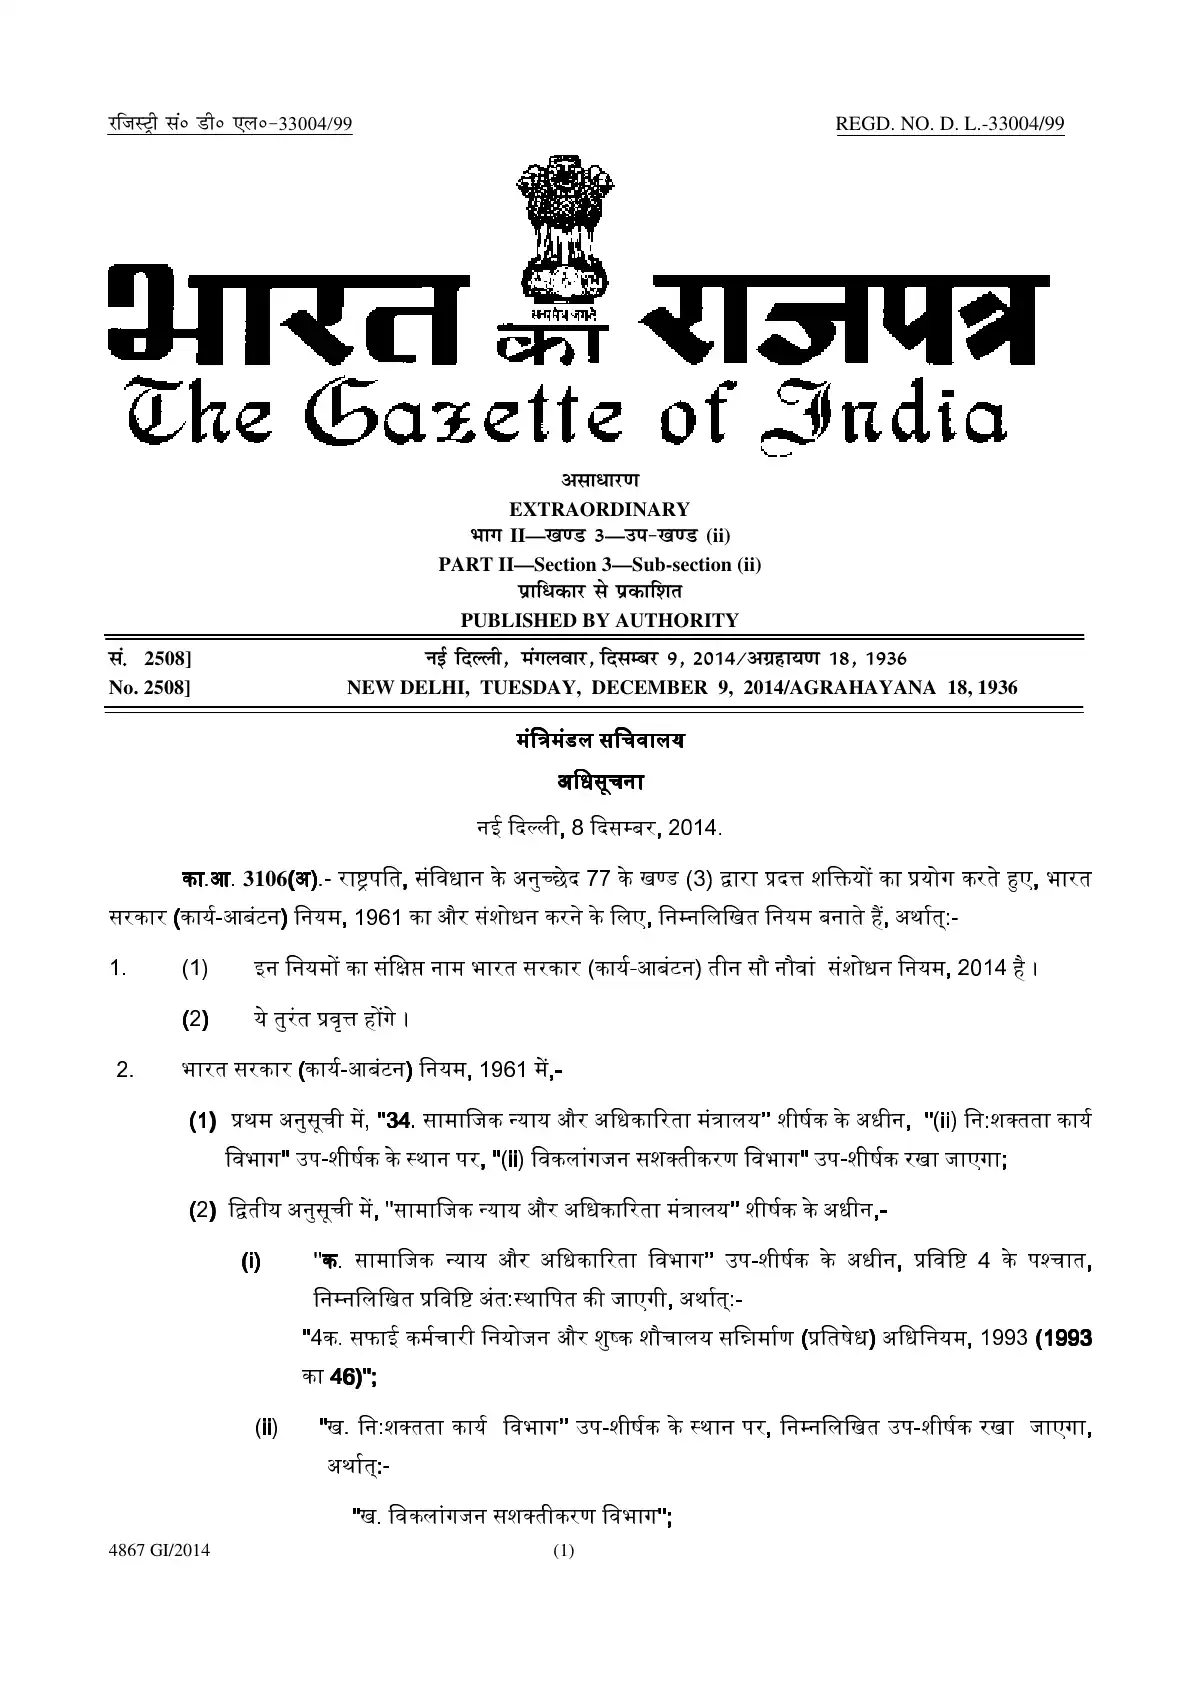 रजिस्ट्री सं० डी० एल०-33004/99
REGD. NO. D. L.-33004/99
सत्यमेव जयते
भारत का राजपत्र
The Gazette of India
असाधारण
EXTRAORDINARY
भाग II—खण्ड 3—उप-खण्ड (ii)
PART II—Section 3—Sub-section (ii)
प्राधिकार से प्रकाशित
PUBLISHED BY AUTHORITY
सं. 2508] नई दिल्ली, मंगलवार, दिसम्बर 9, 2014/अग्रहायण 18, 1936
No. 2508] NEW DELHI, TUESDAY, DECEMBER 9, 2014/AGRAHAYANA 18, 1936
मंत्रिमंडल सचिवालय
अधिसूचना
नई दिल्ली, 8 दिसम्बर, 2014.
का.आ. 3106(अ).- राष्ट्रपति, संविधान के अनुच्छेद 77 के खण्ड (3) द्वारा प्रदत्त शक्तियों का प्रयोग करते हुए, भारत
सरकार (कार्य-आबंटन) नियम, 1961 का और संशोधन करने के लिए, निम्नलिखित नियम बनाते हैं, अर्थात्:-
1. (1) इन नियमों का संक्षिप्त नाम भारत सरकार (कार्य-आबंटन) तीन सौ नौवां संशोधन नियम, 2014 है ।
(2) ये तुरंत प्रवृत्त होंगे ।
2. भारत सरकार (कार्य-आबंटन) नियम, 1961 में,-
(1) प्रथम अनुसूची में, "34. सामाजिक न्याय और अधिकारिता मंत्रालय" शीर्षक के अधीन, "(ii) नि:शक्तता कार्य
विभाग" उप-शीर्षक के स्थान पर, "(ii) विकलांगजन सशक्तीकरण विभाग" उप-शीर्षक रखा जाएगा;
(2) द्वितीय अनुसूची में, "सामाजिक न्याय और अधिकारिता मंत्रालय" शीर्षक के अधीन,-
(i) "क. सामाजिक न्याय और अधिकारिता विभाग" उप-शीर्षक के अधीन, प्रविष्टि 4 के पश्चात,
निम्नलिखित प्रविष्टि अंत:स्थापित की जाएगी, अर्थात्:-
"4क. सफाई कर्मचारी नियोजन और शुष्क शौचालय सन्निर्माण (प्रतिषेध) अधिनियम, 1993 (1993
का 46)";
(ii) "ख. नि:शक्तता कार्य विभाग" उप-शीर्षक के स्थान पर, निम्नलिखित उप-शीर्षक रखा जाएगा,
अर्थात्:-
"ख. विकलांगजन सशक्तीकरण विभाग";
4867 GI/2014 (1)